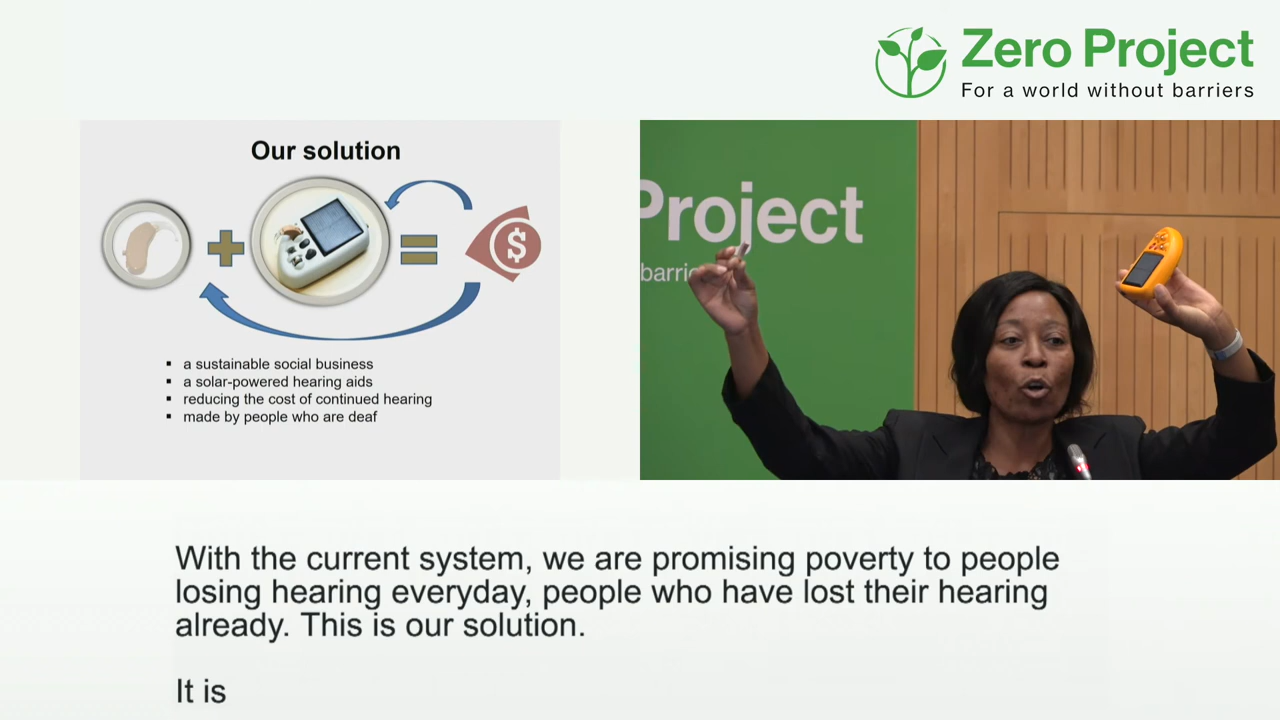 Zero Project
For a world without barriers
Our solution
$
a sustainable social business
a solar-powered hearing aids
reducing the cost of continued hearing
made by people who are deaf
Project
barrie
With the current system, we are promising poverty to people
losing hearing everyday, people who have lost their hearing
already. This is our solution.
It is